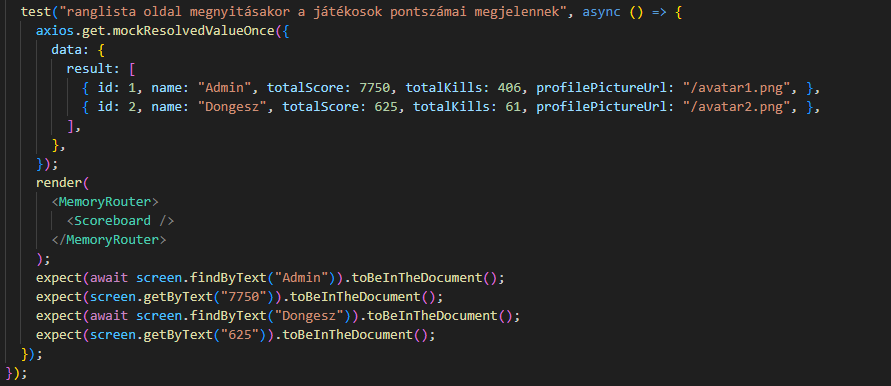 test("ranglista oldal megnyitásakor a játékosok pontszámai megjelennek", async () => {
axios.get.mockResolvedValueOnce({
data: {
result: [
{ id: 1, name: "Admin", totalScore: 7750, totalKills: 406, profilePictureUrl: "/avatar1.png", },
{ id: 2, name: "Dongesz", totalScore: 625, totalKills: 61, profilePictureUrl: "/avatar2.png", },
],
},
});
render(
<MemoryRouter>
<Scoreboard />
</MemoryRouter>
);
expect(await screen.findByText("Admin")).toBeInTheDocument();
expect(screen.getByText("7750")).toBeInTheDocument();
expect(await screen.findByText("Dongesz")).toBeInTheDocument();
expect(screen.getByText("625")).toBeInTheDocument();
});
});